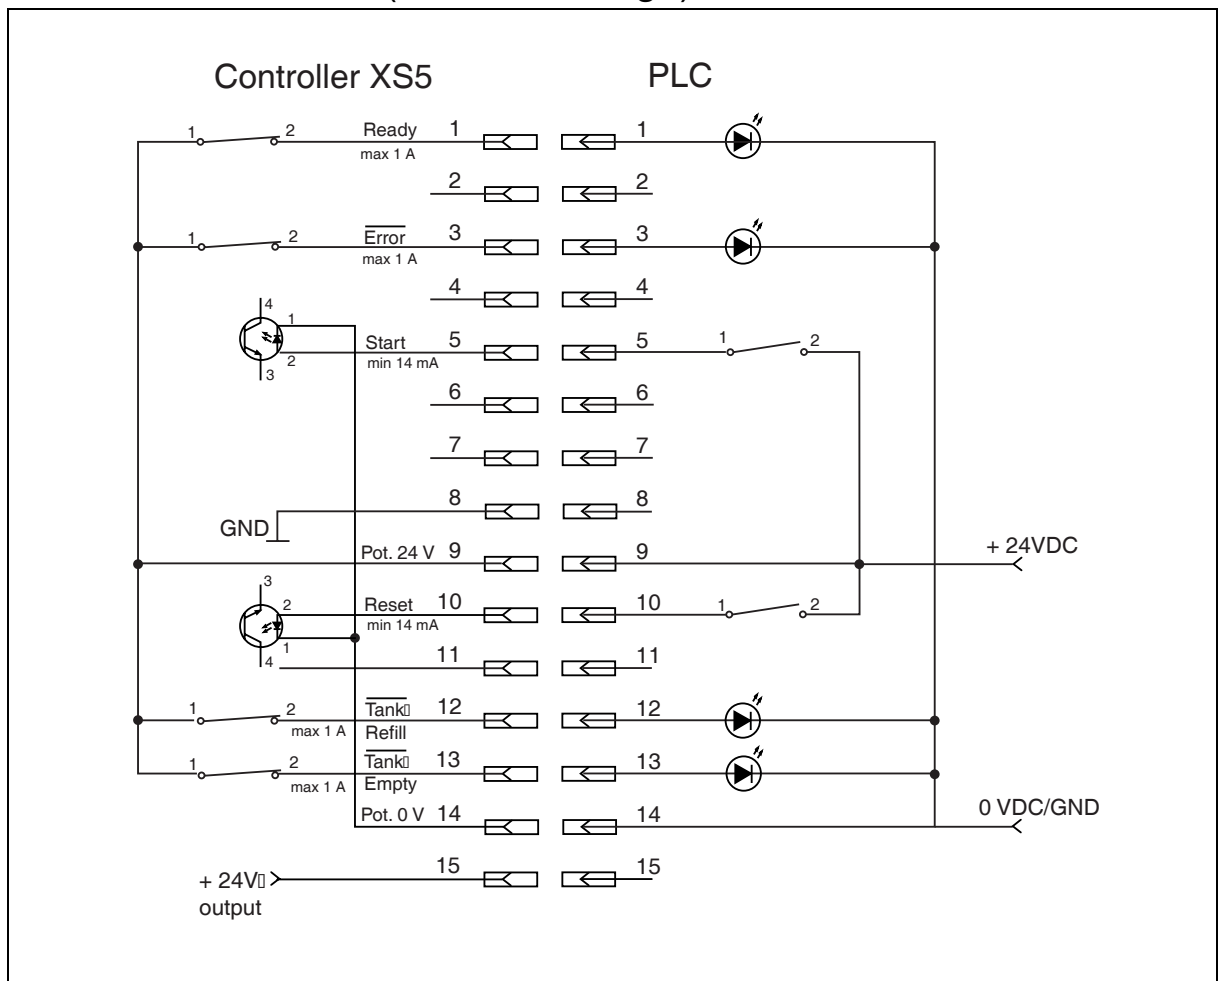 Controller XS5 PLC
1 2 Ready 1 1
max 1 A
2 2
1 2 Error 3 3
max 1 A
4 4
4
1
Start 5 5 1 2
2 min 14 mA
3
6 6
7 7
8 8
GND
Pot. 24 V 9 9 + 24VDC
3
2 Reset 10 10 1 2
min 14 mA
1
4 11 11
1 2 Tank 12 12
max 1 A Refill
1 2 Tank 13 13
max 1 A Empty
Pot. 0 V 14 14 0 VDC/GND
15 15
+ 24V
output